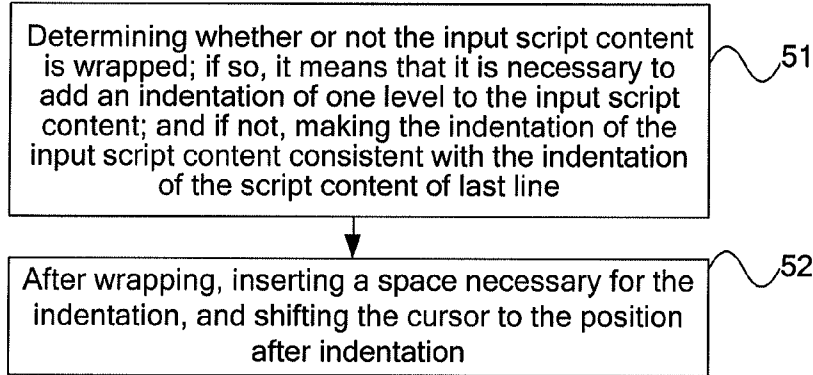 Determining whether or not the input script content
is wrapped; if so, it means that it is necessary to
add an indentation of one level to the input script
content; and if not, making the indentation of the
input script content consistent with the indentation
of the script content of last line
51
After wrapping, inserting a space necessary for the
indentation, and shifting the cursor to the position
after indentation
52